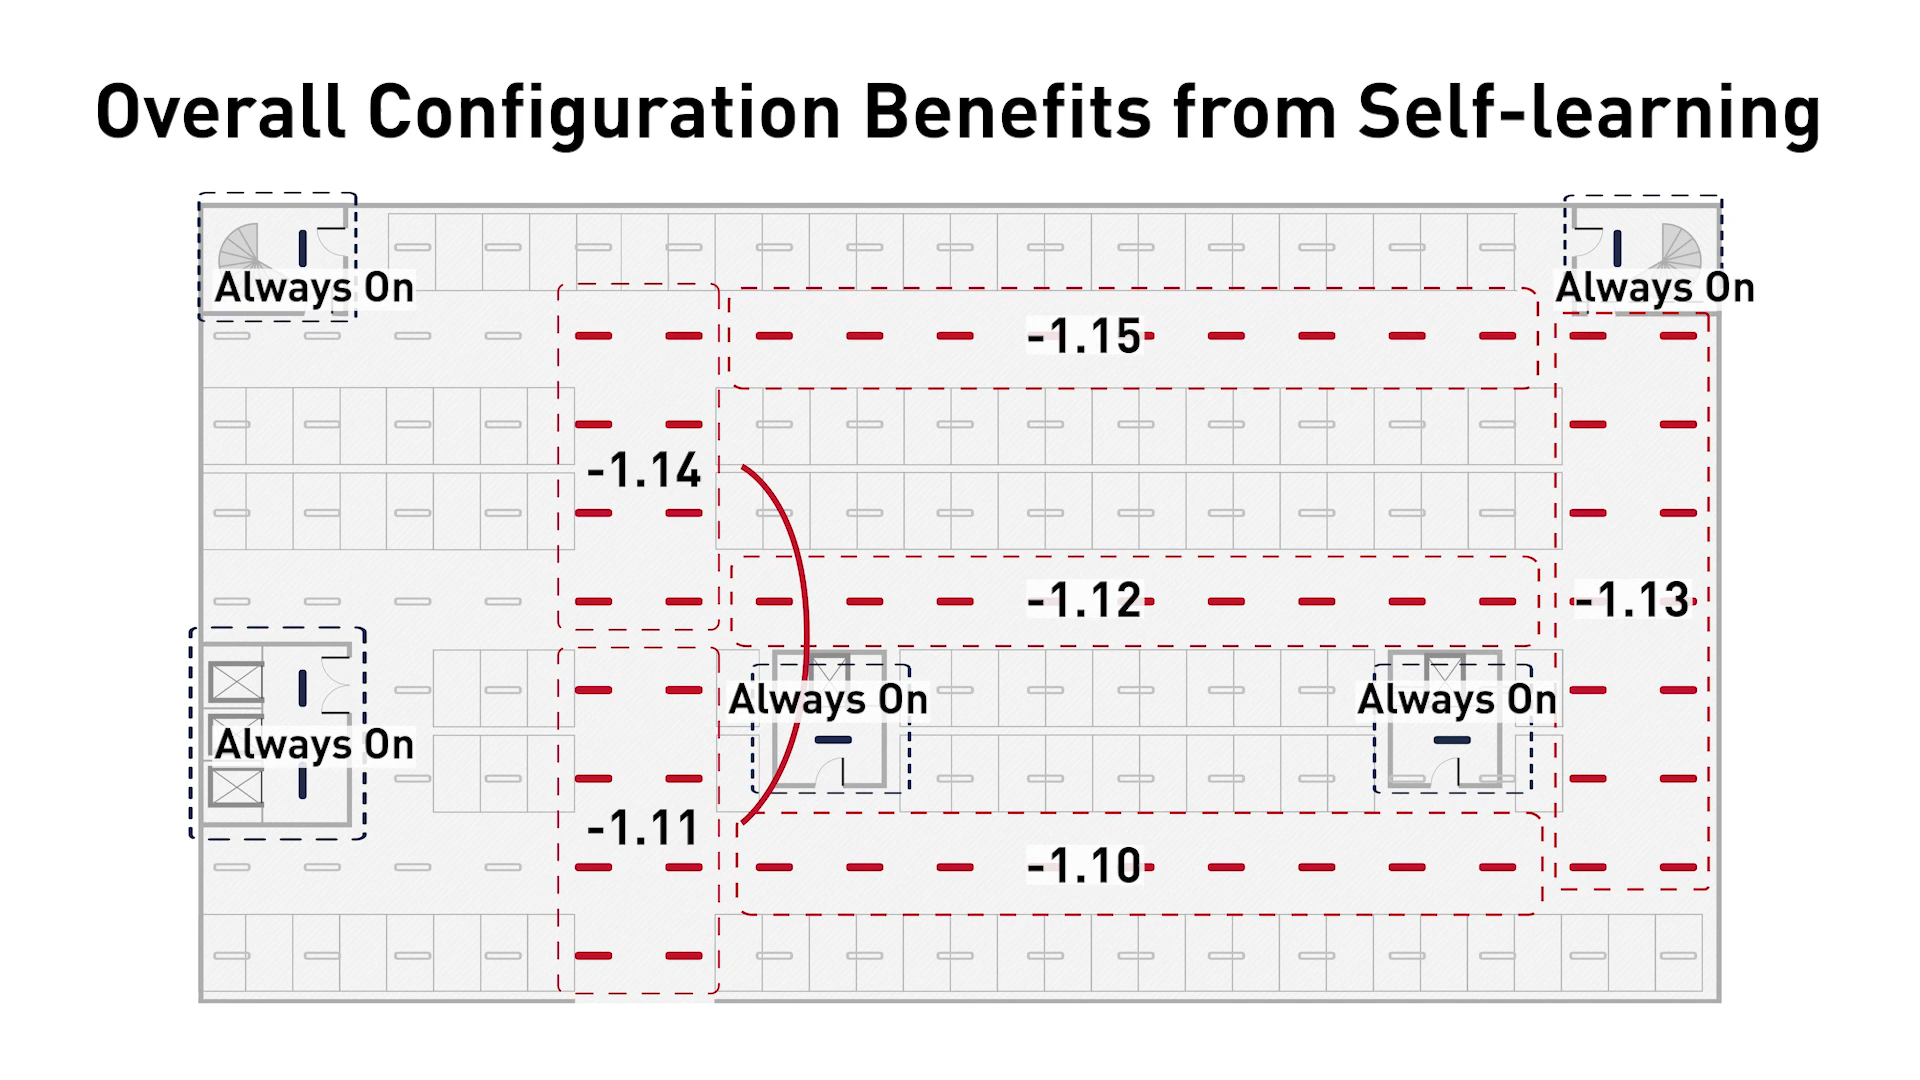 Overall Configuration Benefits from Self-learning
Always On
Always On
-1.15
-1.14
-1.12
-1.13
Always On
Always On
Always On
-1.11
-1.10